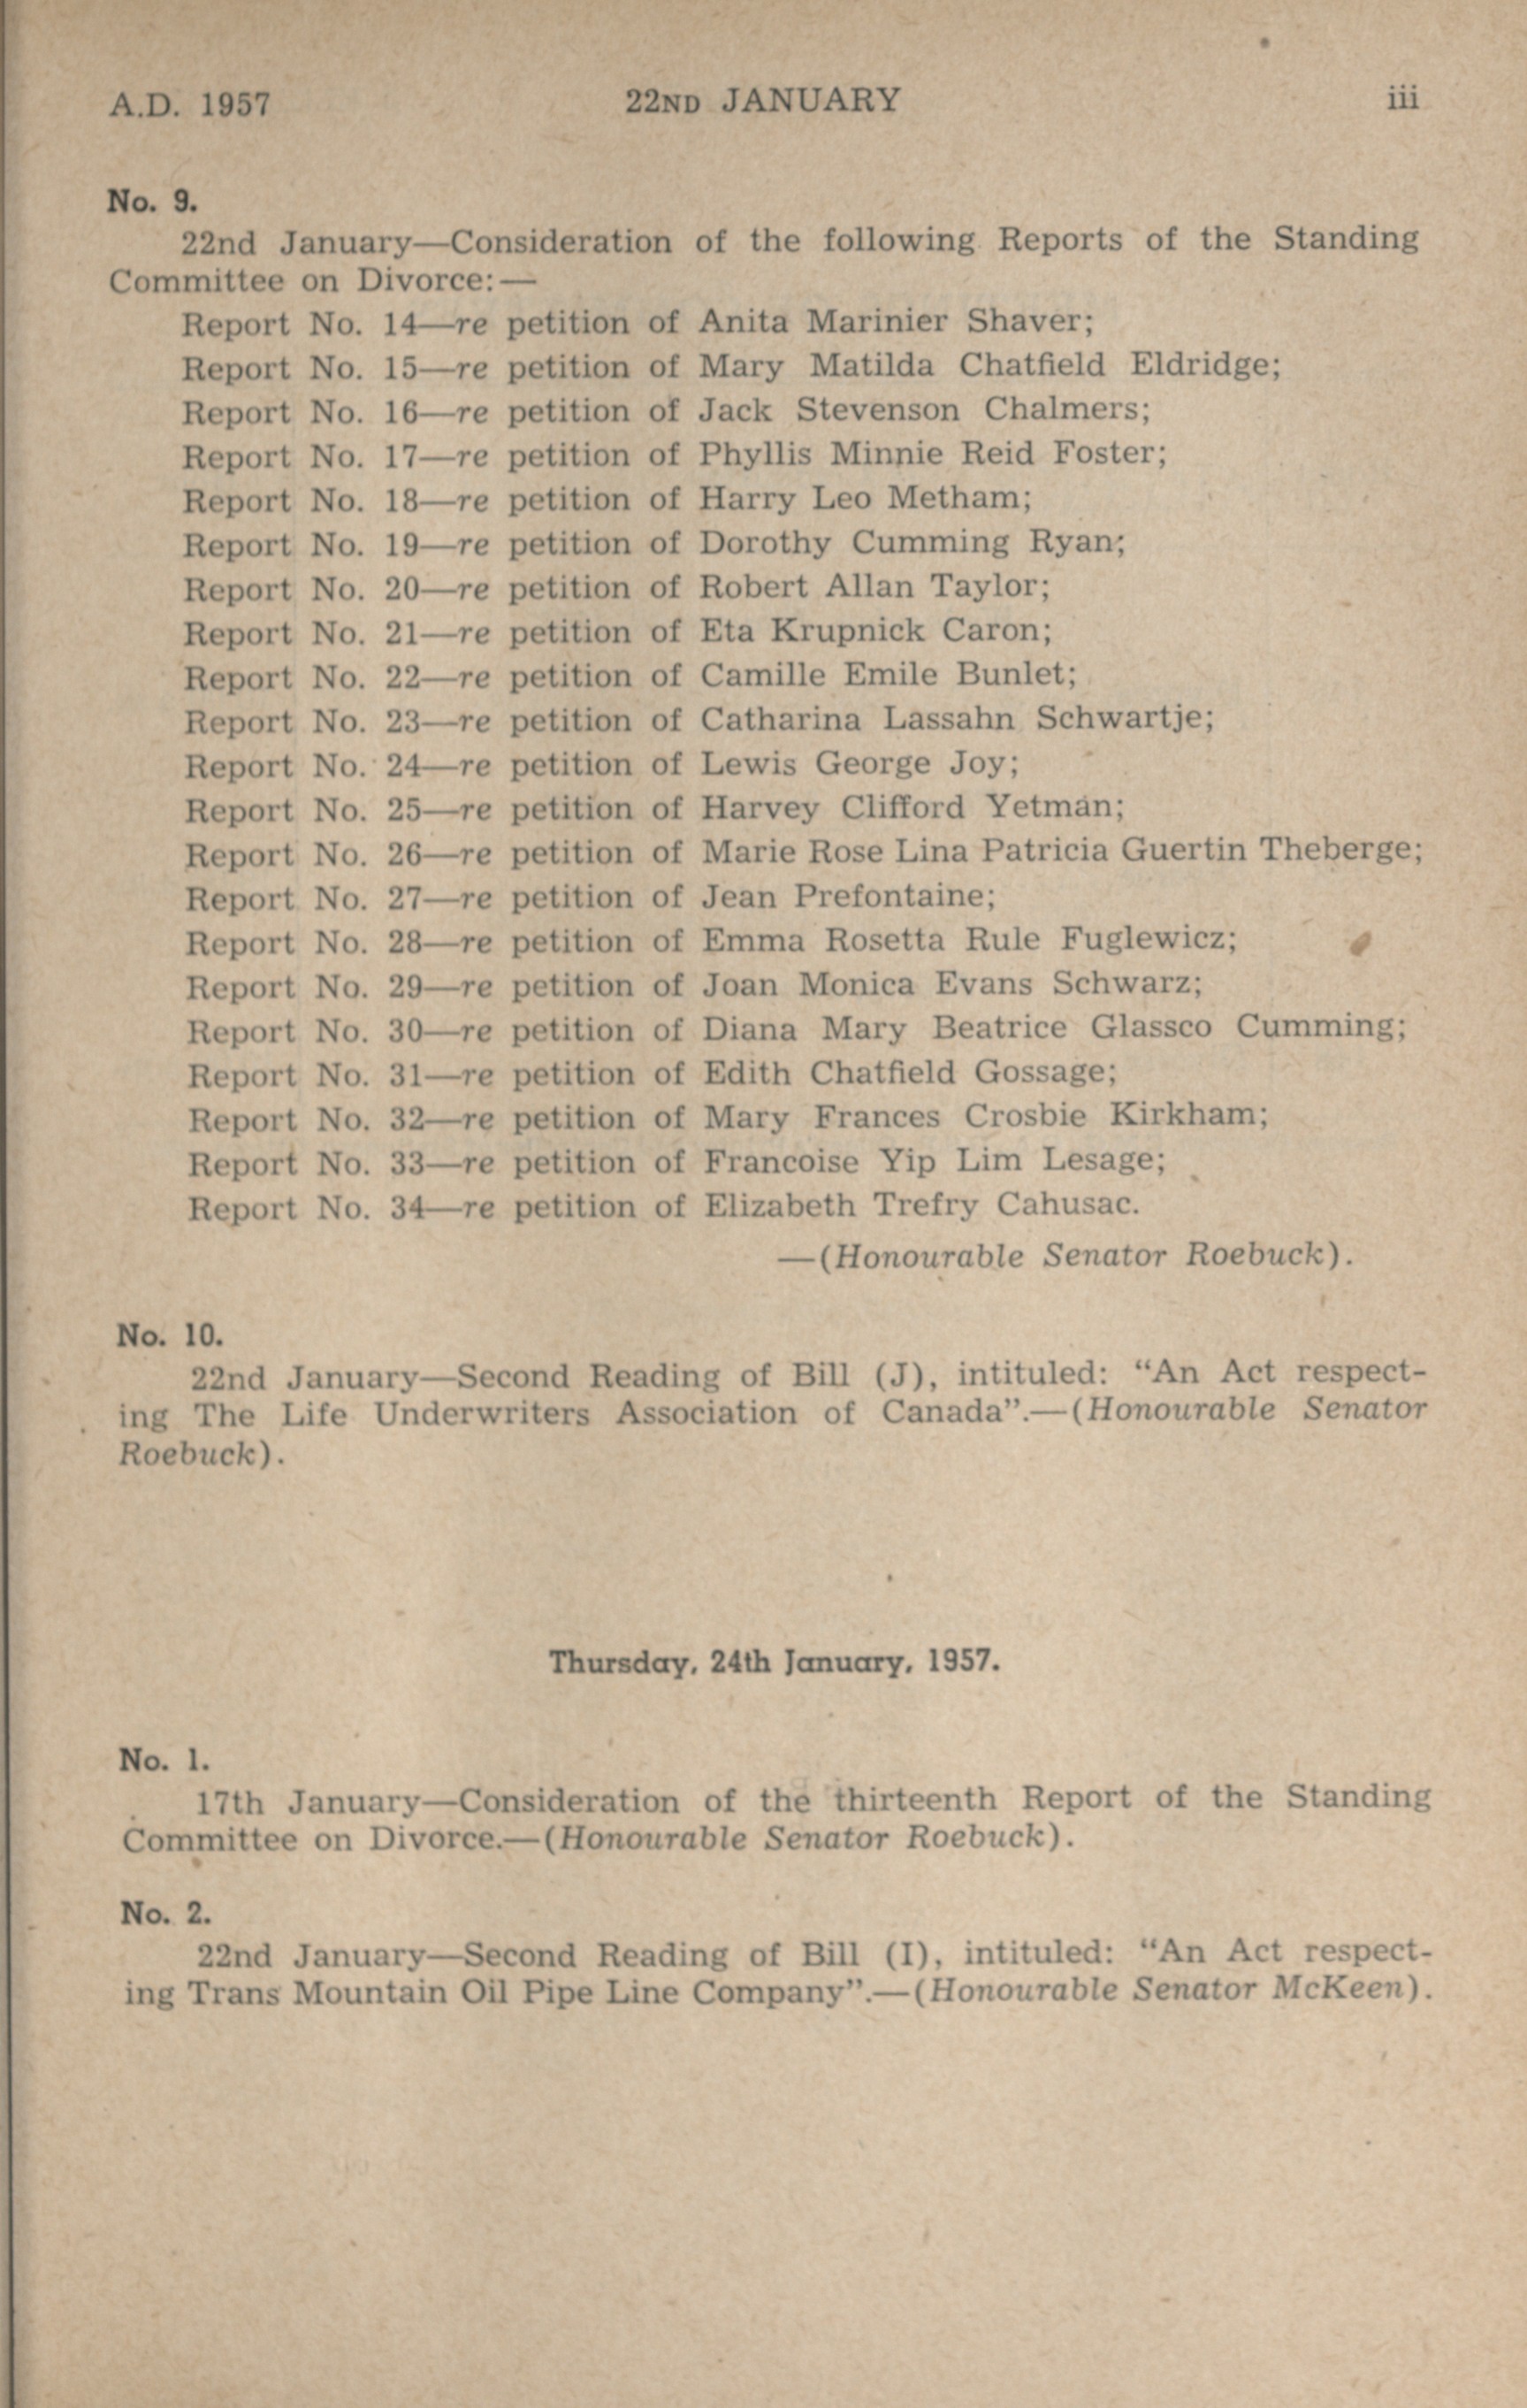 A.D. 1957 22ND JANUARY iii
No. 9.
22nd January—Consideration of the following Reports of the Standing
Committee on Divorce:—
Report No. 14—re petition of Anita Marinier Shaver;
Report No. 15—re petition of Mary Matilda Chatfield Eldridge;
Report No. 16—re petition of Jack Stevenson Chalmers;
Report No. 17—re petition of Phyllis Minnie Reid Foster;
Report No. 18—re petition of Harry Leo Metham;
Report No. 19—re petition of Dorothy Cumming Ryan;
Report No. 20—re petition of Robert Allan Taylor;
Report No. 21—re petition of Eta Krupnick Caron;
Report No. 22—re petition of Camille Emile Bunlet;
Report No. 23—re petition of Catharina Lassahn Schwartje;
Report No. 24—re petition of Lewis George Joy;
Report No. 25—re petition of Harvey Clifford Yetman;
Report No. 26—re petition of Marie Rose Lina Patricia Guertin Theberge;
Report No. 27—re petition of Jean Prefontaine;
Report No. 28—re petition of Emma Rosetta Rule Fuglewicz;
Report No. 29—re petition of Joan Monica Evans Schwarz;
Report No. 30—re petition of Diana Mary Beatrice Glassco Cumming;
Report No. 31—re petition of Edith Chatfield Gossage;
Report No. 32—re petition of Mary Frances Crosbie Kirkham;
Report No. 33—re petition of Francoise Yip Lim Lesage;
Report No. 34—re petition of Elizabeth Trefry Cahusac.
—(Honourable Senator Roebuck).
No. 10.
22nd January—Second Reading of Bill (J), intituled: “An Act respect-
ing The Life Underwriters Association of Canada”.—(Honourable Senator
Roebuck).
Thursday, 24th January, 1957.
No. 1.
17th January—Consideration of the thirteenth Report of the Standing
Committee on Divorce.—(Honourable Senator Roebuck).
No. 2.
22nd January—Second Reading of Bill (I), intituled: “An Act respect-
ing Trans Mountain Oil Pipe Line Company”.—(Honourable Senator McKeen).